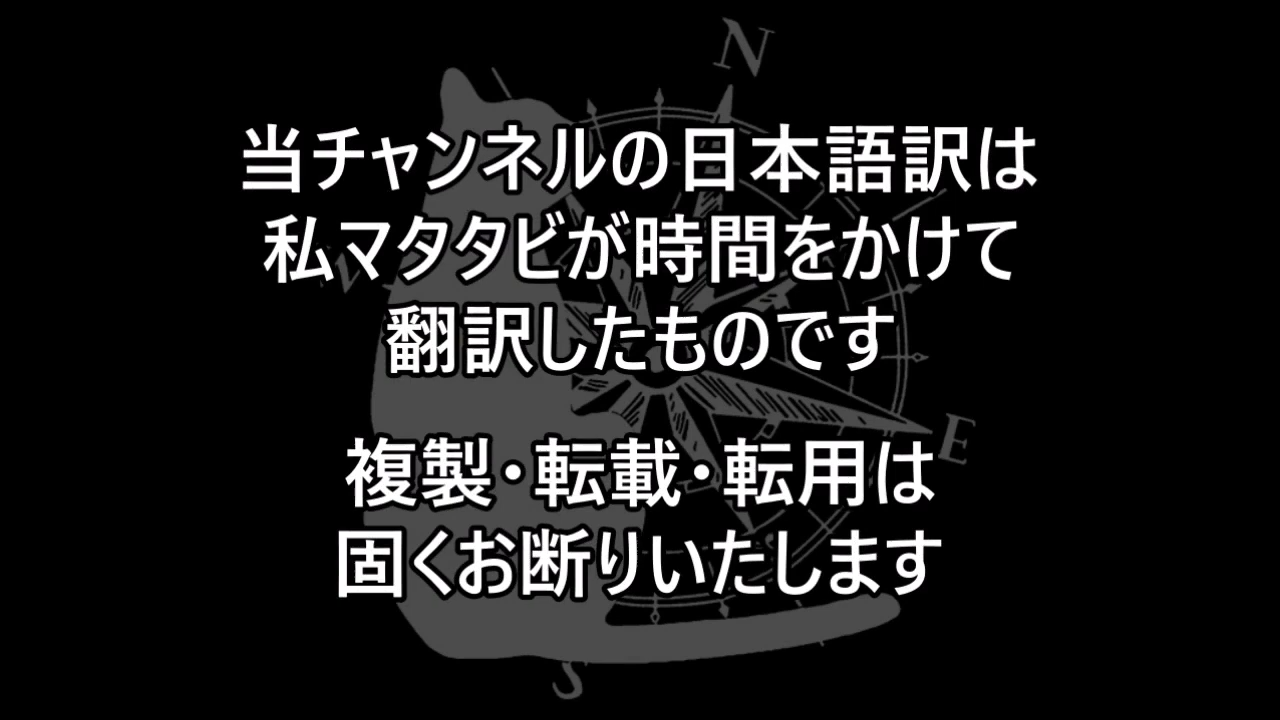 N
当チャンネルの日本語訳は
私マタタビが時間をかけて
翻訳したものです
E
複製・転載・転用は
固くお断りいたします
S